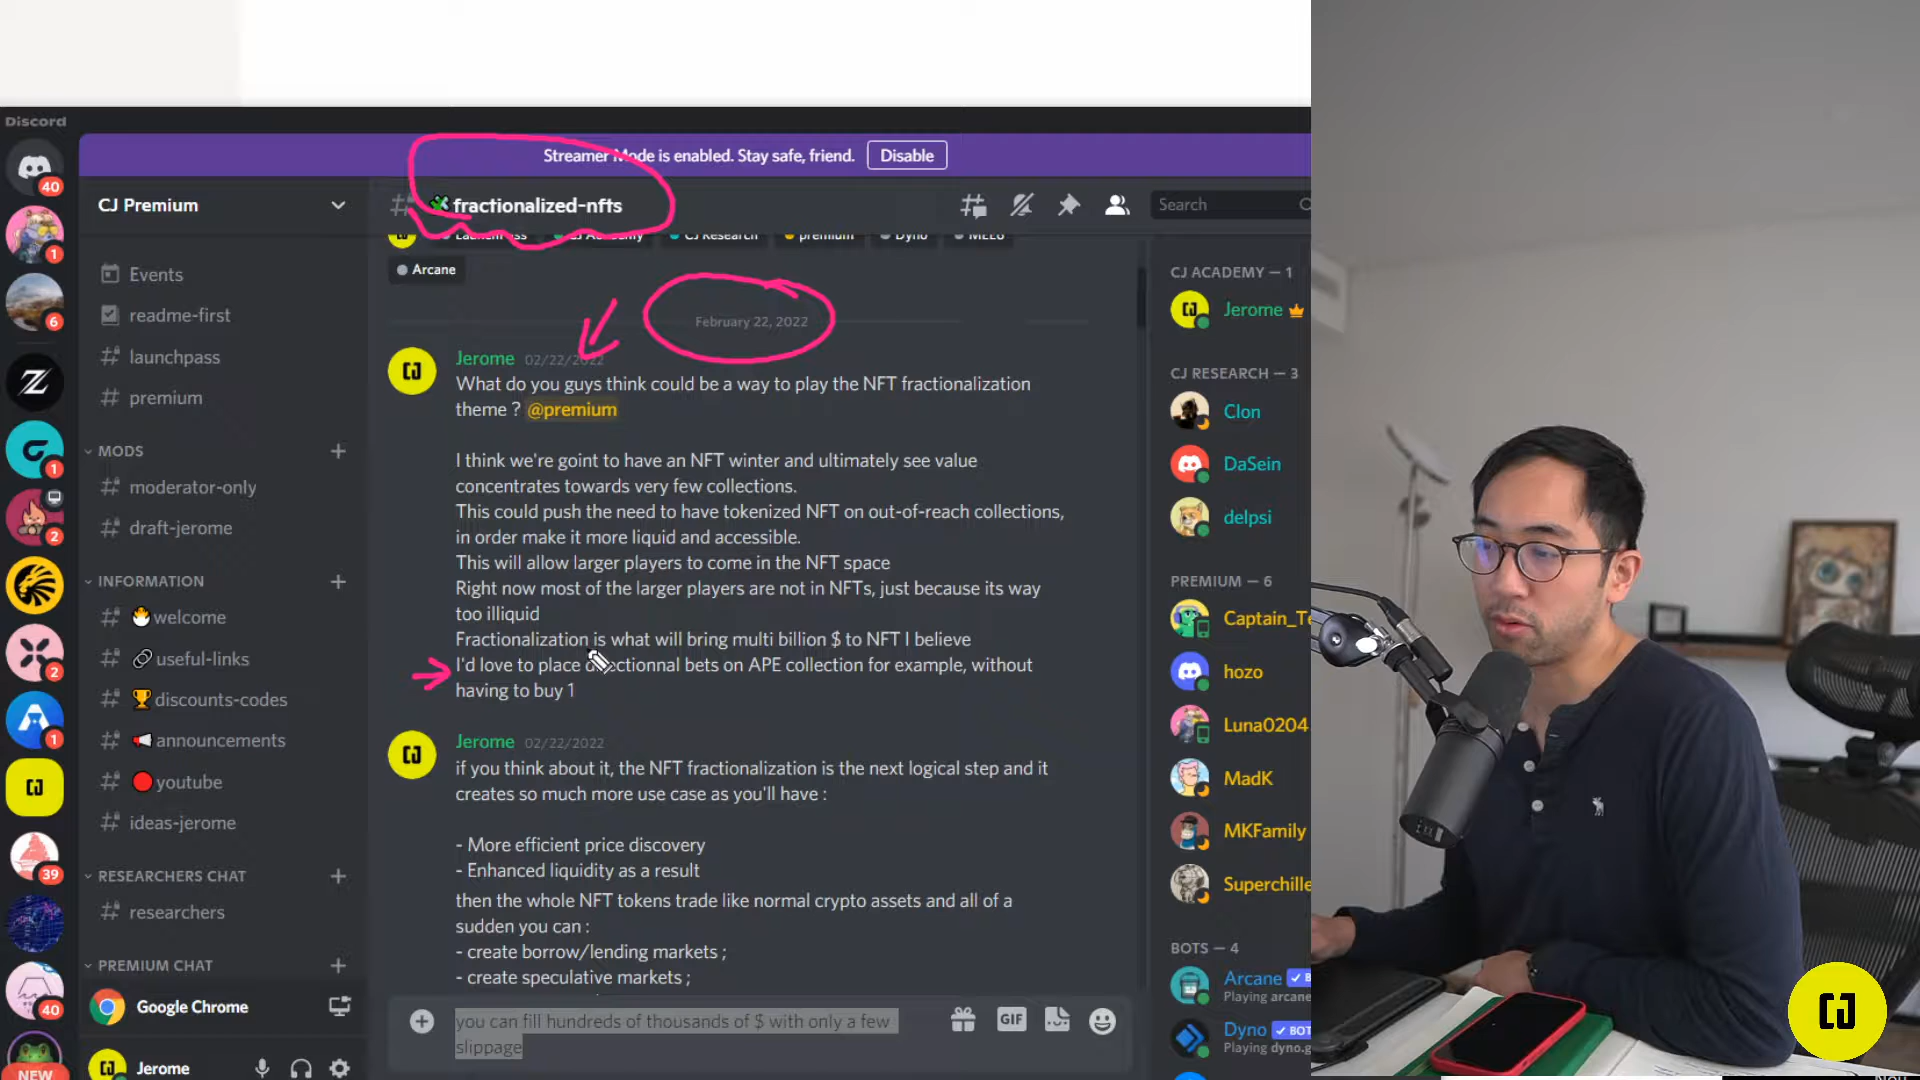 Discord
Streamer Mode is enabled. Stay safe, friend.
Disable
CJ Premium
fractionalized-nfts
Search
Events
readme-first
launchpass
premium
MODS
moderator-only
draft-jerome
INFORMATION
welcome
useful-links
discounts-codes
announcements
youtube
ideas-jerome
RESEARCHERS CHAT
researchers
PREMIUM CHAT
Google Chrome
Jerome
40
1
6
1
2
2
1
39
40
NEW
CJ Academy
CJ Research
premium
Dyno
MEE6
Arcane
February 22, 2022
Jerome 02/22/2022
What do you guys think could be a way to play the NFT fractionalization
theme ? @premium
I think we're goint to have an NFT winter and ultimately see value
concentrates towards very few collections.
This could push the need to have tokenized NFT on out-of-reach collections,
in order make it more liquid and accessible.
This will allow larger players to come in the NFT space
Right now most of the larger players are not in NFTs, just because its way
too illiquid
Fractionalization is what will bring multi billion $ to NFT I believe
I'd love to place directionnal bets on APE collection for example, without
having to buy 1
Jerome 02/22/2022
if you think about it, the NFT fractionalization is the next logical step and it
creates so much more use case as you'll have :
- More efficient price discovery
- Enhanced liquidity as a result
then the whole NFT tokens trade like normal crypto assets and all of a
sudden you can :
- create borrow/lending markets ;
- create speculative markets ;
you can fill hundreds of thousands of $ with only a few
slippage
GIF
CJ ACADEMY — 1
Jerome
CJ RESEARCH — 3
Clon
DaSein
delpsi
PREMIUM — 6
Captain_Te
hozo
Luna0204
MadK
MKFamily
Superchille
BOTS — 4
Arcane
Playing arcane
Dyno BOT
Playing dyno.g